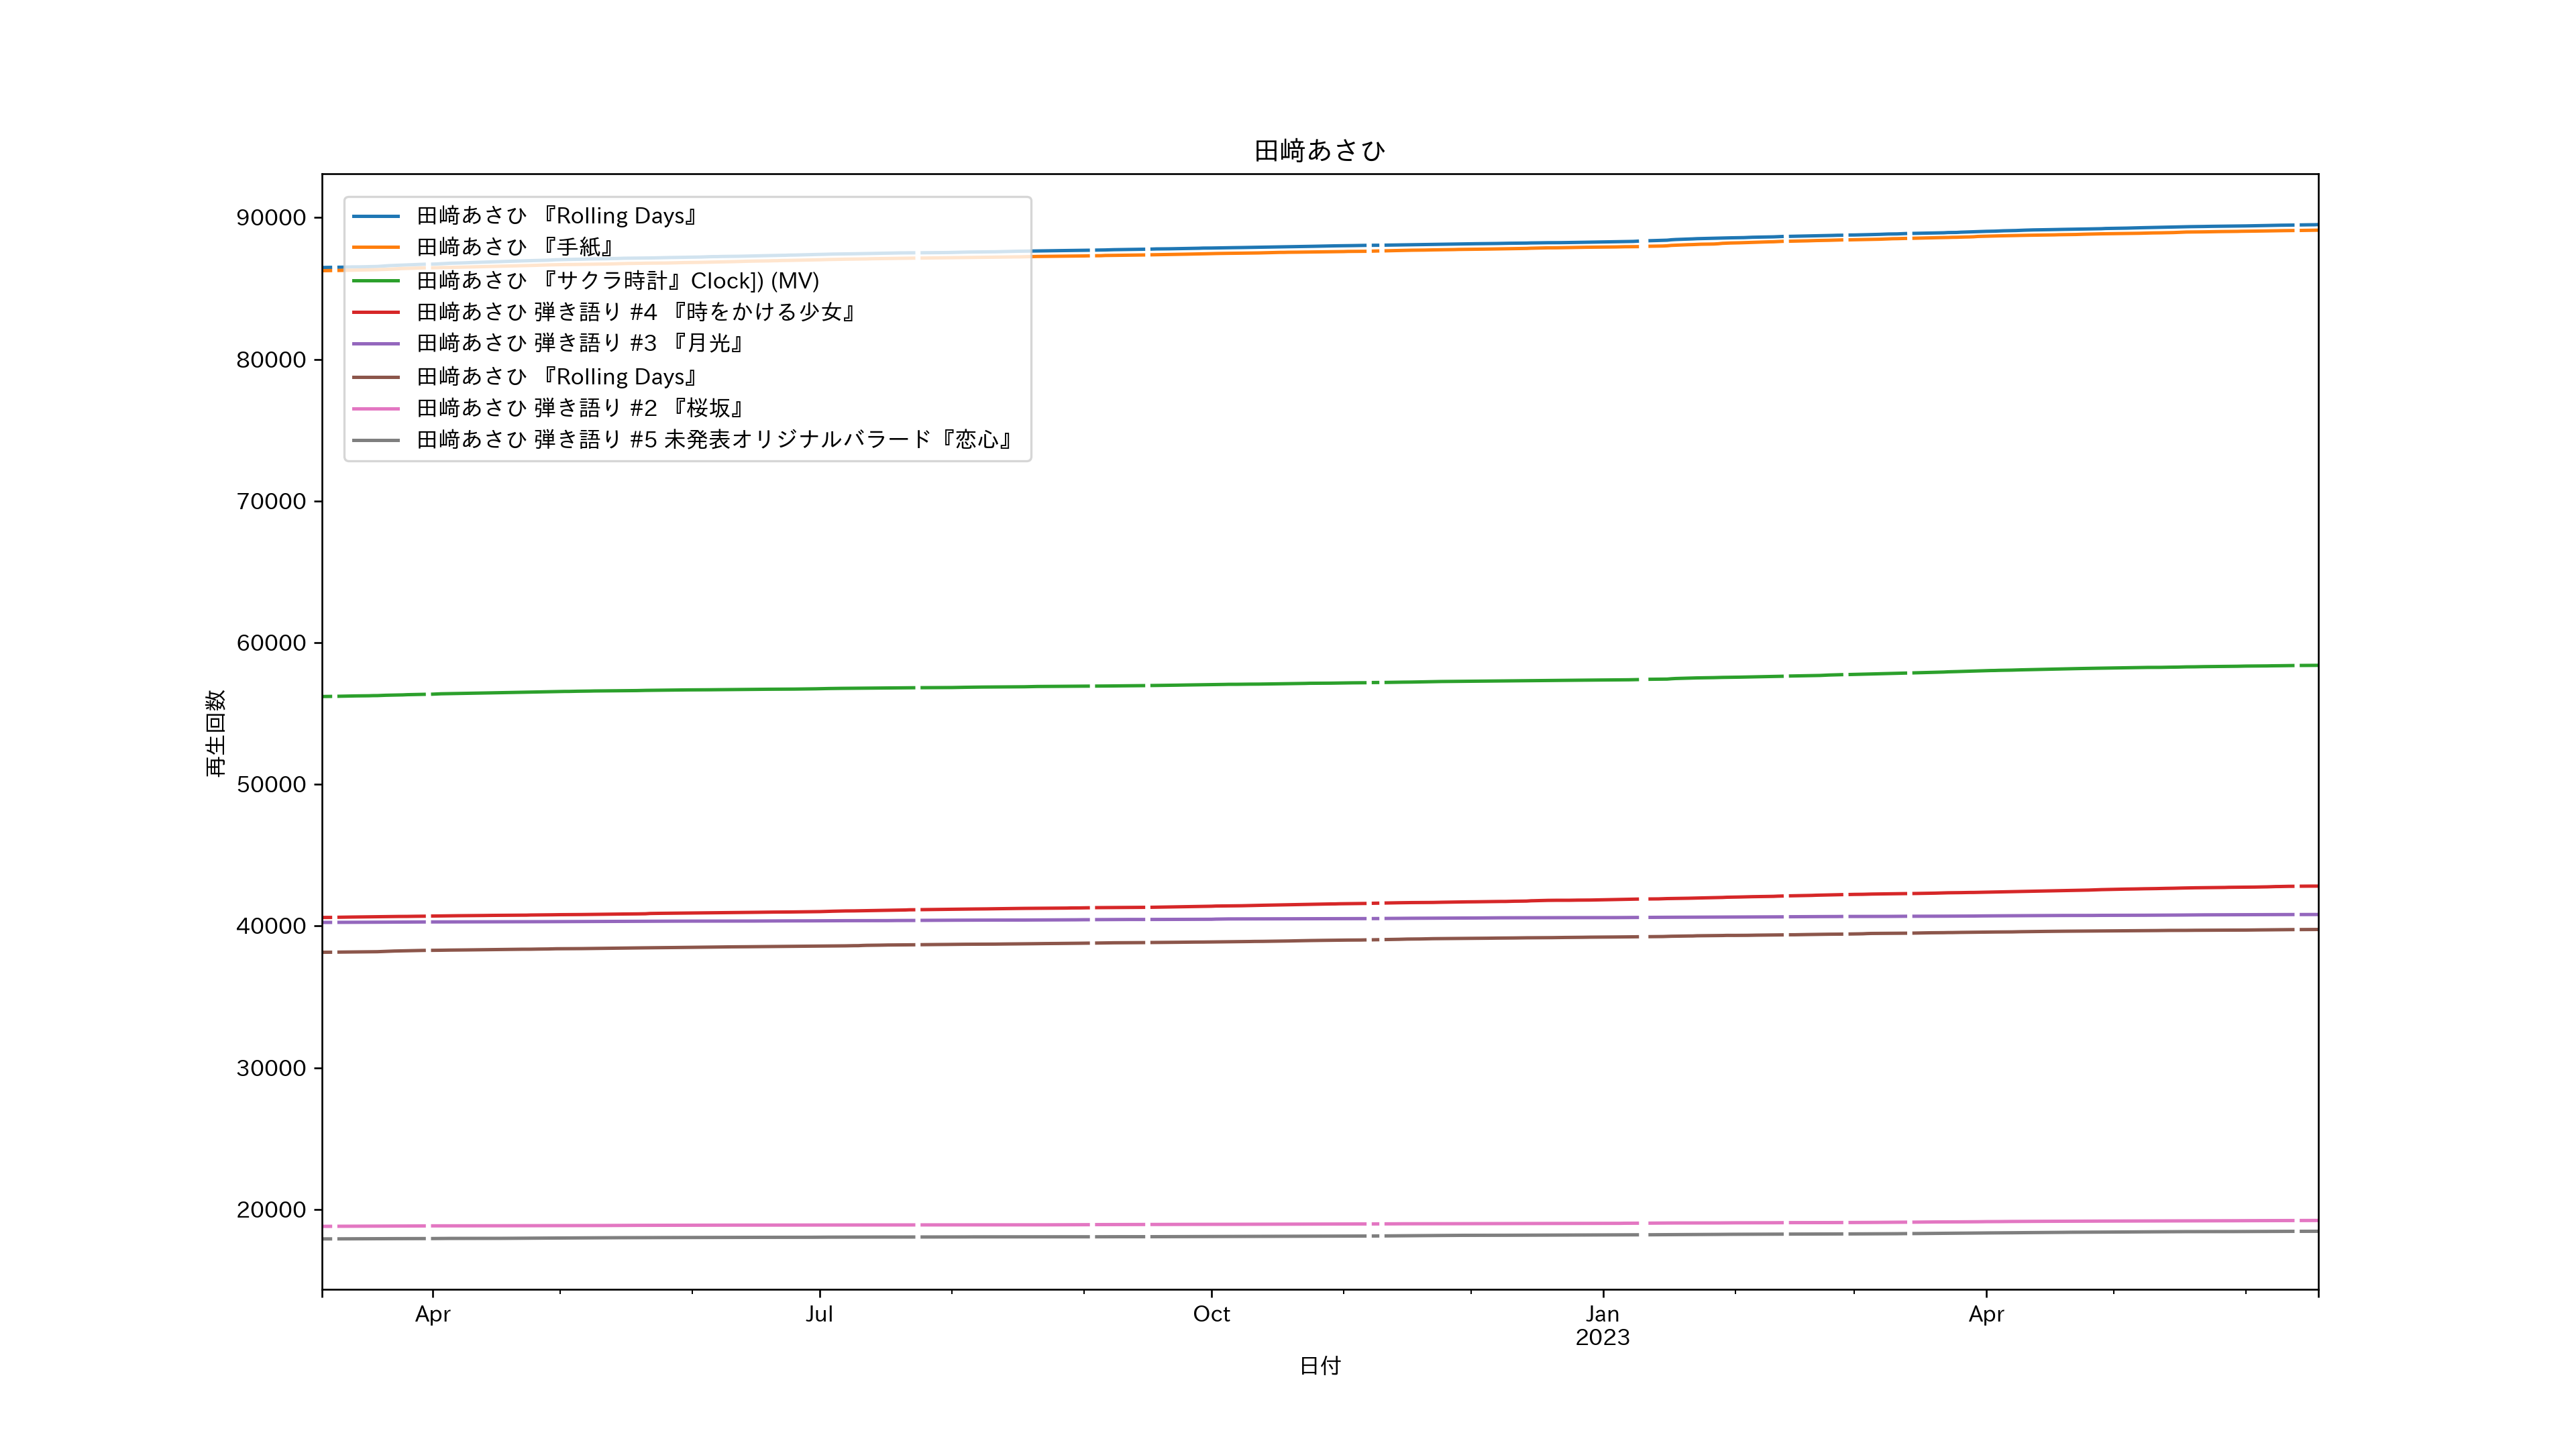 田﨑あさひ
90000
80000
70000
60000
50000
40000
30000
20000
再生回数
田﨑あさひ 『Rolling Days』
田﨑あさひ 『手紙』
田﨑あさひ 『サクラ時計』Clock]) (MV)
田﨑あさひ 弾き語り #4 『時をかける少女』
田﨑あさひ 弾き語り #3 『月光』
田﨑あさひ 『Rolling Days』
田﨑あさひ 弾き語り #2 『桜坂』
田﨑あさひ 弾き語り #5 未発表オリジナルバラード『恋心』
Apr Jul Oct Jan Apr
2023
日付